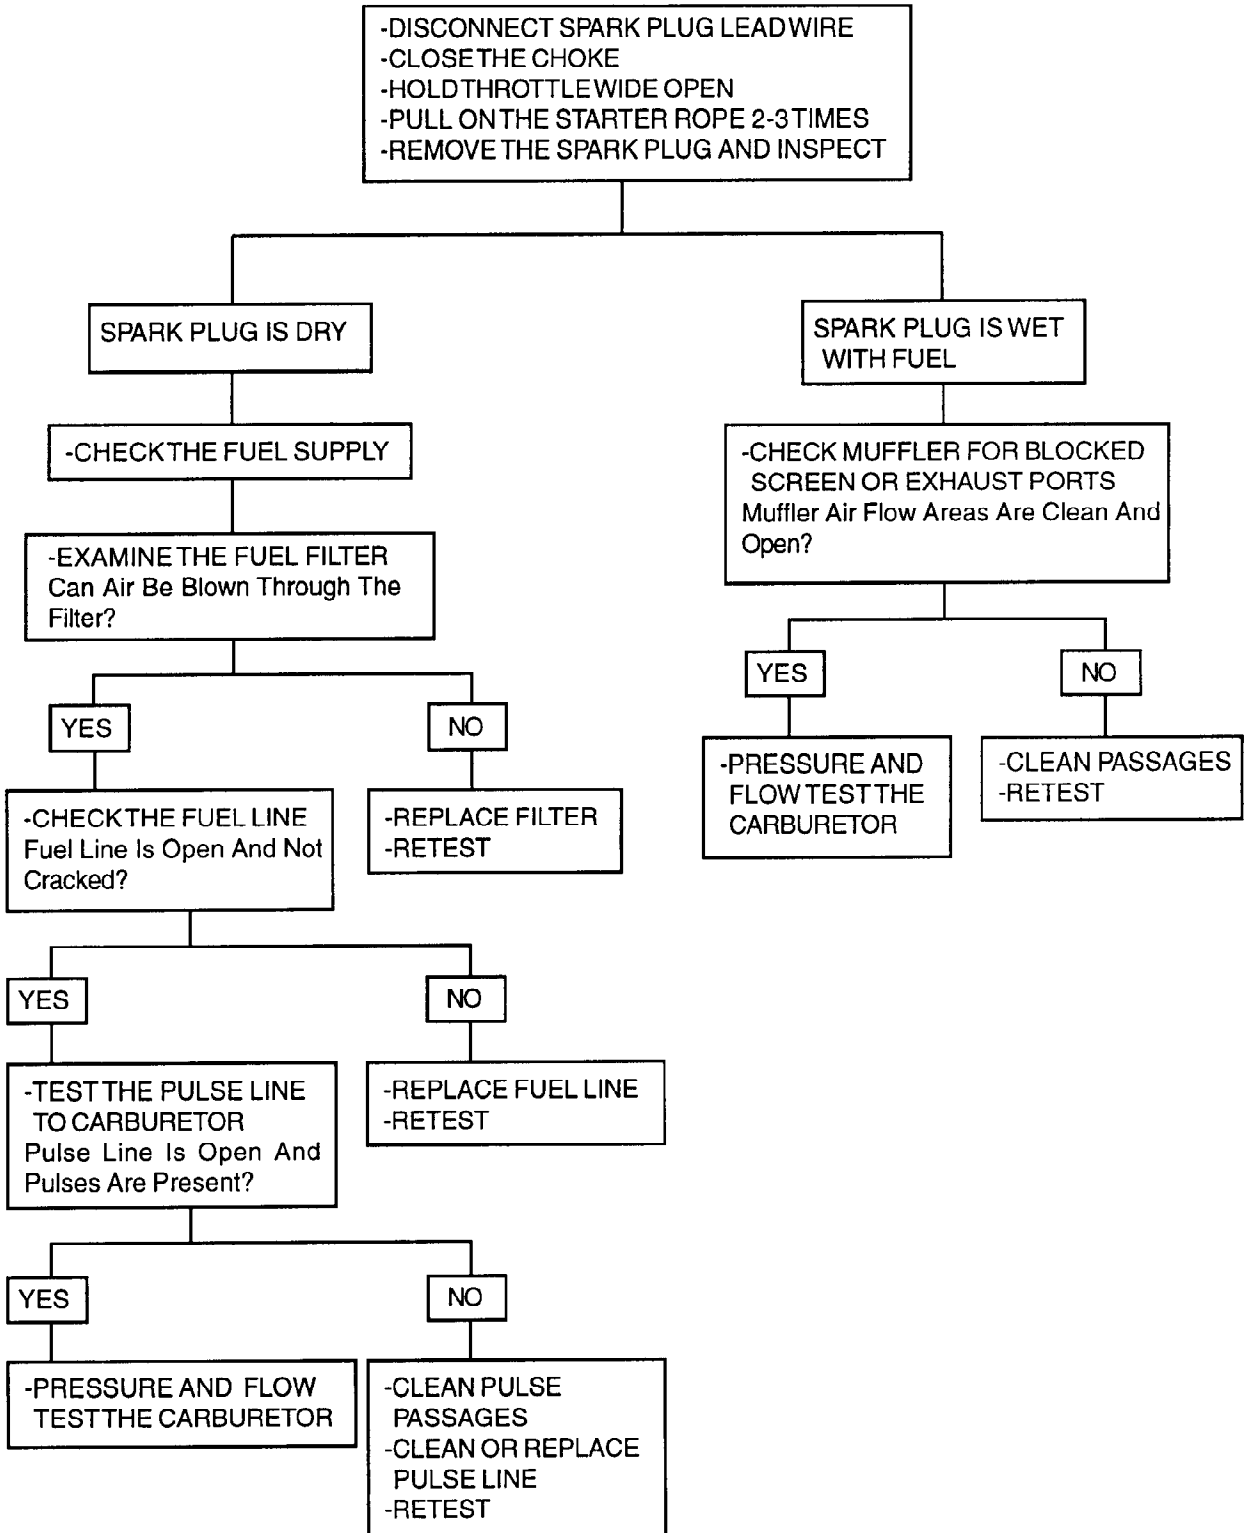 -DISCONNECT SPARK PLUG LEAD WIRE
-CLOSE THE CHOKE
-HOLD THROTTLE WIDE OPEN
-PULL ON THE STARTER ROPE 2-3 TIMES
-REMOVE THE SPARK PLUG AND INSPECT
SPARK PLUG IS DRY
-CHECK THE FUEL SUPPLY
-EXAMINE THE FUEL FILTER
Can Air Be Blown Through The
Filter?
YES
NO
-CHECK THE FUEL LINE
Fuel Line Is Open And Not
Cracked?
-REPLACE FILTER
-RETEST
YES
NO
-TEST THE PULSE LINE
TO CARBURETOR
Pulse Line Is Open And
Pulses Are Present?
-REPLACE FUEL LINE
-RETEST
YES
NO
-PRESSURE AND FLOW
TEST THE CARBURETOR
-CLEAN PULSE
PASSAGES
-CLEAN OR REPLACE
PULSE LINE
-RETEST
SPARK PLUG IS WET
WITH FUEL
-CHECK MUFFLER FOR BLOCKED
SCREEN OR EXHAUST PORTS
Muffler Air Flow Areas Are Clean And
Open?
YES
NO
-PRESSURE AND
FLOW TEST THE
CARBURETOR
-CLEAN PASSAGES
-RETEST